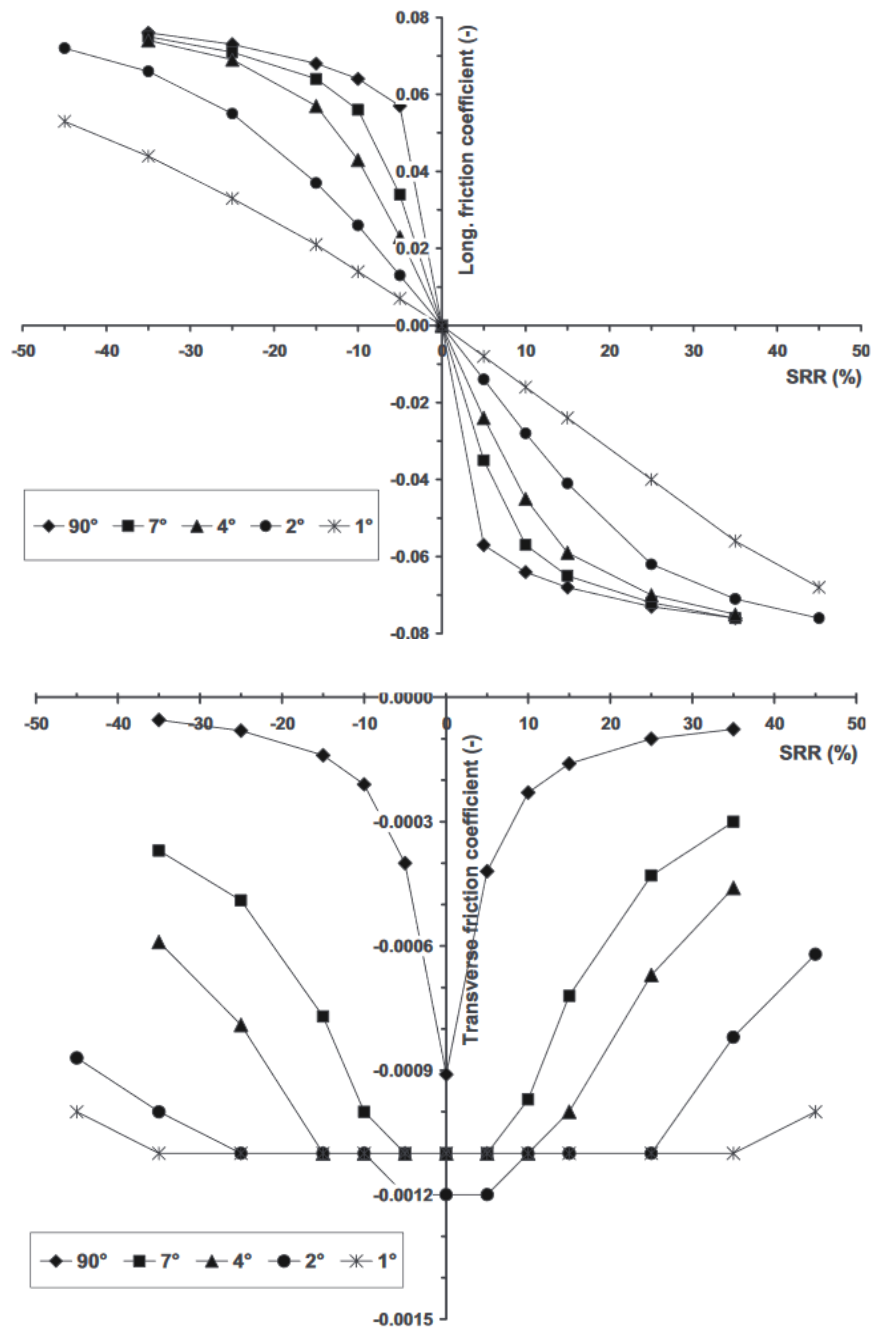 0.08
0.06
0.04
0.02
0.00
-0.02
-0.04
-0.06
-0.08
Long. friction coefficient (-)
-50 -40 -30 -20 -10 0 10 20 30 40 50
SRR (%)
90° 7° 4° 2° 1°
0.0000
-0.0003
-0.0006
-0.0009
-0.0012
-0.0015
-50 -40 -30 -20 -10 0 10 20 30 40 50
SRR (%)
Transverse friction coefficient (-)
90° 7° 4° 2° 1°